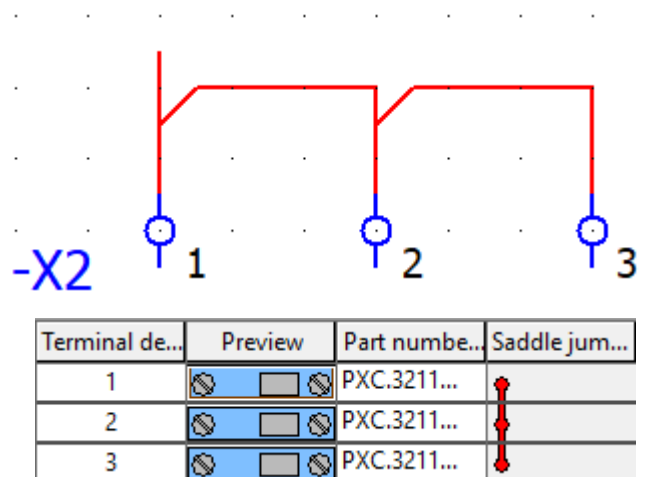 -X2 1 2 3
Terminal de... Preview Part numbe... Saddle jum...
1 PXC.3211...
2 PXC.3211...
3 PXC.3211...